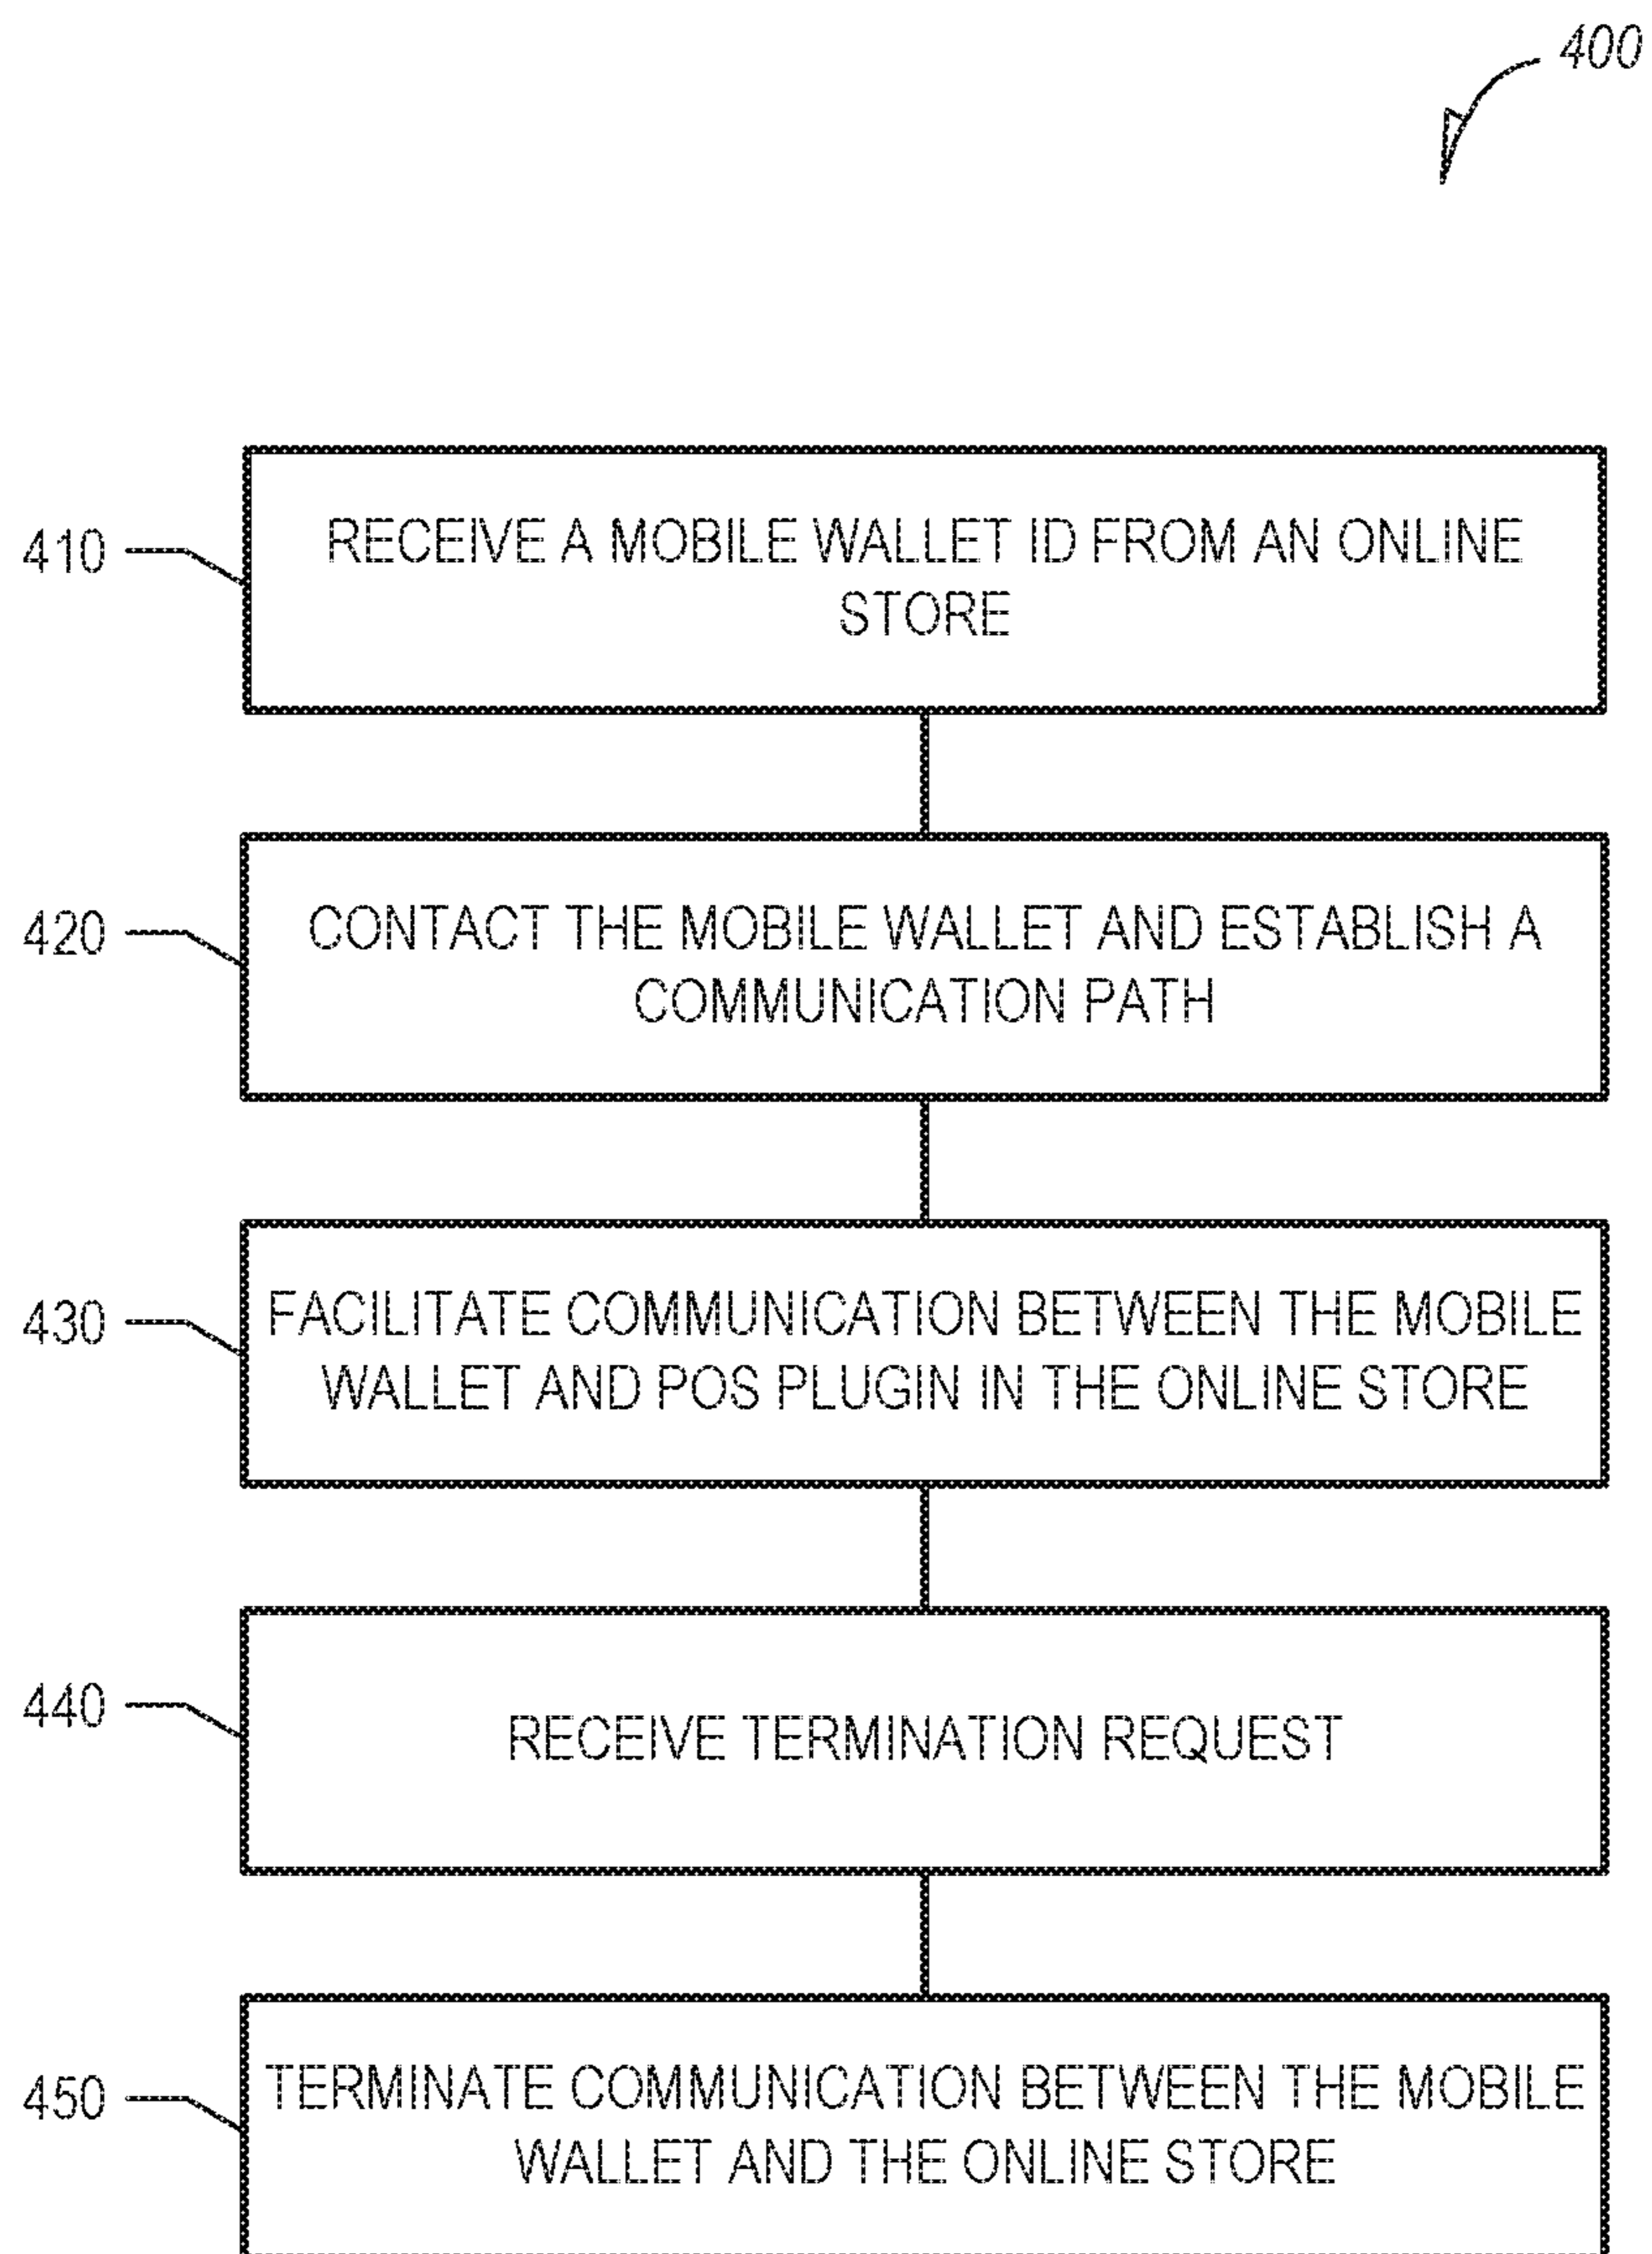 400
410
RECEIVE A MOBILE WALLET ID FROM AN ONLINE
STORE
420
CONTACT THE MOBILE WALLET AND ESTABLISH A
COMMUNICATION PATH
430
FACILITATE COMMUNICATION BETWEEN THE MOBILE
WALLET AND POS PLUGIN IN THE ONLINE STORE
440
RECEIVE TERMINATION REQUEST
450
TERMINATE COMMUNICATION BETWEEN THE MOBILE
WALLET AND THE ONLINE STORE